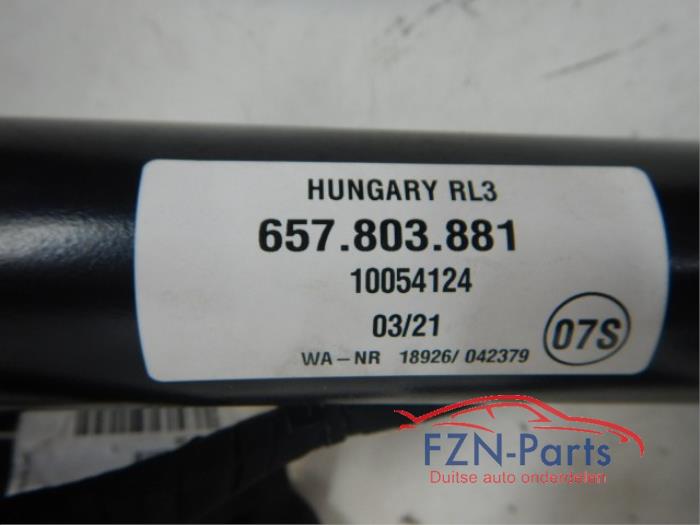 HUNGARY RL3
657.803.881
10054124
03/21
07S
WA-NR 18926/ 042379
FZN-Parts
Duitse auto onderdelen